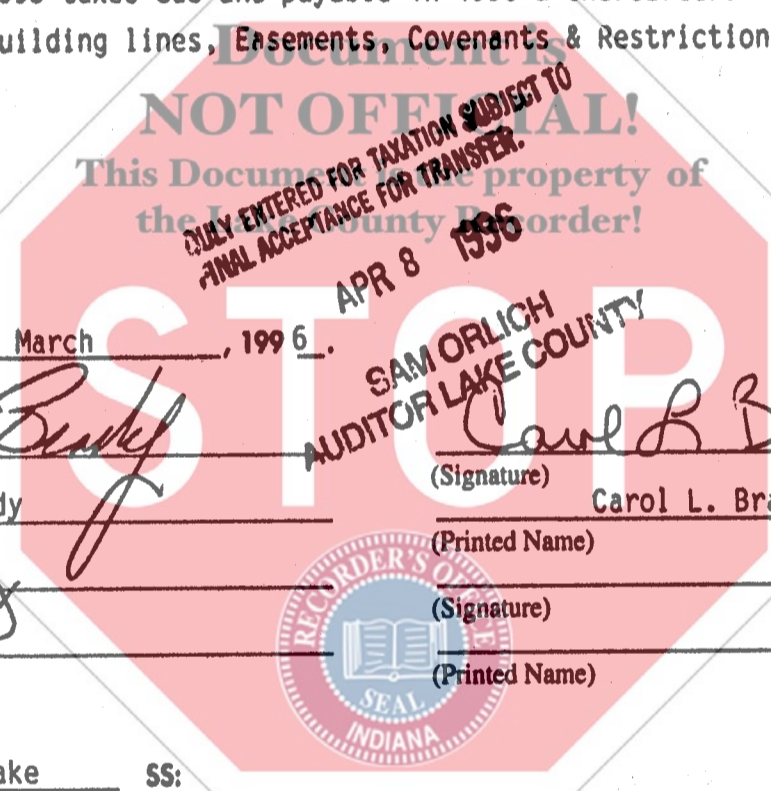 uilding lines, Easements, Covenants & Restriction
Document is
NOT OFFICIAL!
This Document is the property of
the Lake County Recorder!
DULY ENTERED FOR TAXATION SUBJECT TO
FINAL ACCEPTANCE FOR TRANSFER.
APR 8 1996
SAM ORLICH
AUDITOR LAKE COUNTY
STOP
March, 1996.
Carol L B
(Signature)
dy
Carol L. Bra
(Printed Name)
(Signature)
(Printed Name)
RECORDER'S OFFICE
SEAL
INDIANA
ake SS: